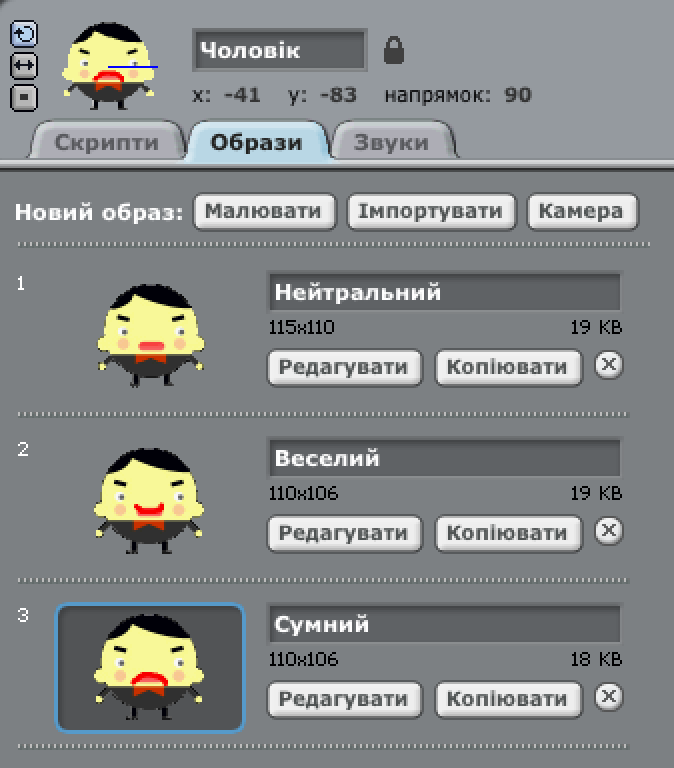 Чоловік
x: -41 y: -83 напрямок: 90
Скрипти Образи Звуки
Новий образ: Малювати Імпортувати Камера
1
Нейтральний
115x110 19 KB
Редагувати Копіювати
2
Веселий
110x106 19 KB
Редагувати Копіювати
3
Сумний
110x106 18 KB
Редагувати Копіювати